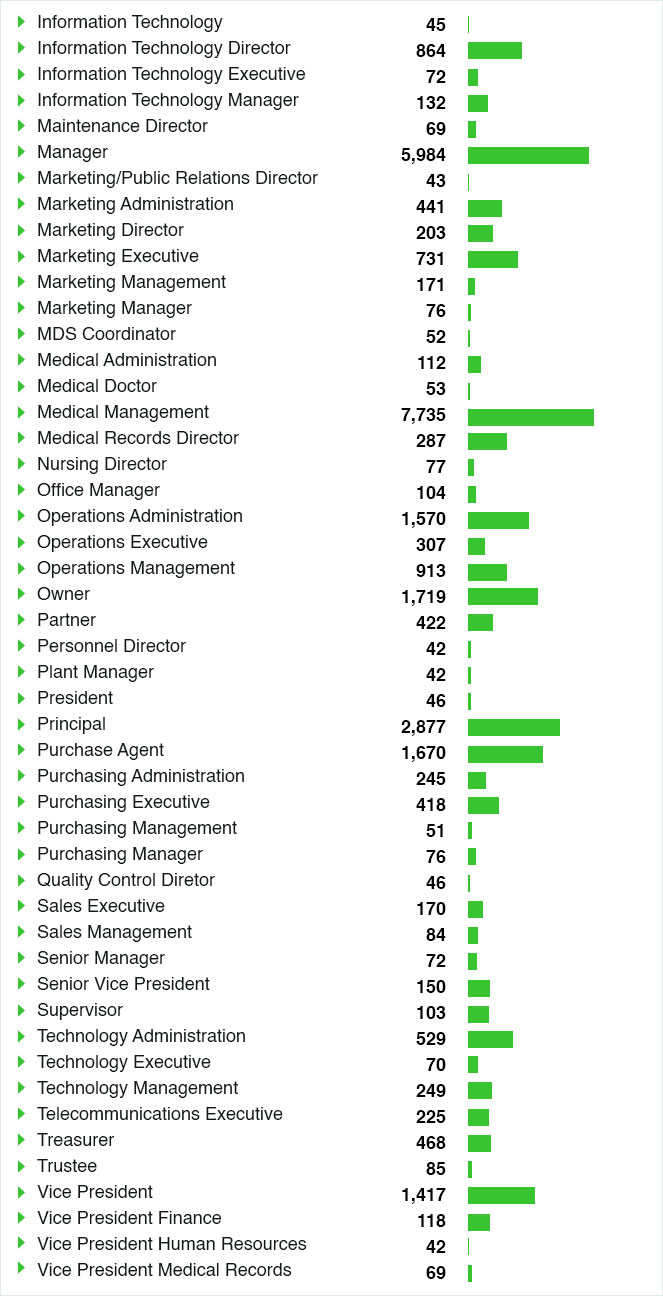 Information Technology 45
Information Technology Director 864
Information Technology Executive 72
Information Technology Manager 132
Maintenance Director 69
Manager 5,984
Marketing/Public Relations Director 43
Marketing Administration 441
Marketing Director 203
Marketing Executive 731
Marketing Management 171
Marketing Manager 76
MDS Coordinator 52
Medical Administration 112
Medical Doctor 53
Medical Management 7,735
Medical Records Director 287
Nursing Director 77
Office Manager 104
Operations Administration 1,570
Operations Executive 307
Operations Management 913
Owner 1,719
Partner 422
Personnel Director 42
Plant Manager 42
President 46
Principal 2,877
Purchase Agent 1,670
Purchasing Administration 245
Purchasing Executive 418
Purchasing Management 51
Purchasing Manager 76
Quality Control Diretor 46
Sales Executive 170
Sales Management 84
Senior Manager 72
Senior Vice President 150
Supervisor 103
Technology Administration 529
Technology Executive 70
Technology Management 249
Telecommunications Executive 225
Treasurer 468
Trustee 85
Vice President 1,417
Vice President Finance 118
Vice President Human Resources 42
Vice President Medical Records 69